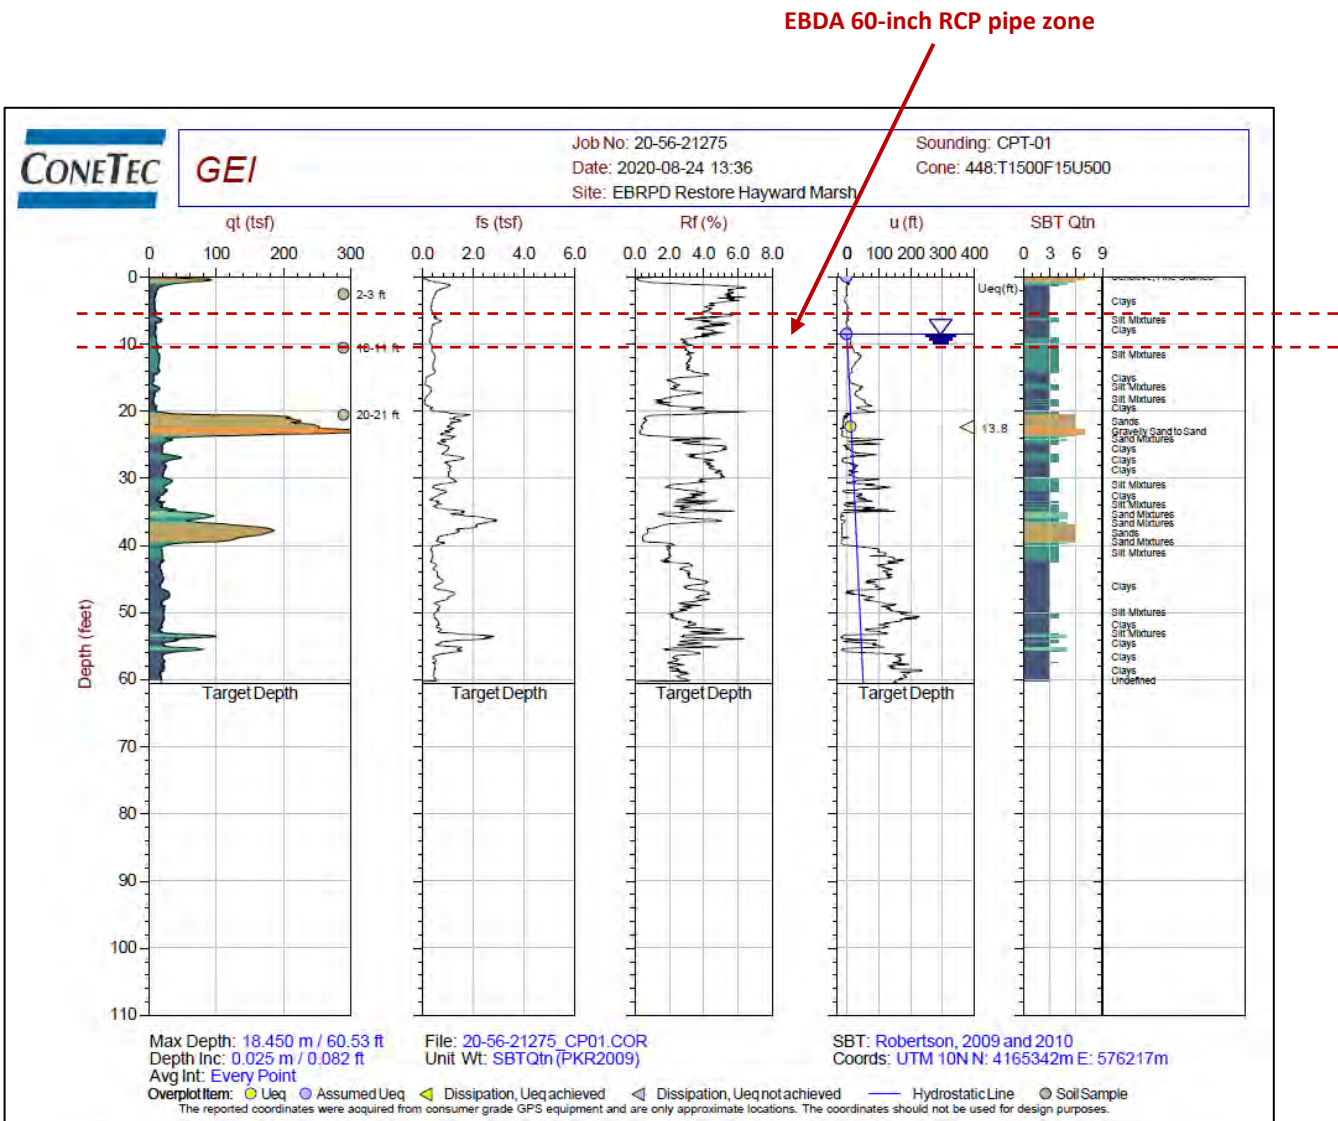 EBDA 60-inch RCP pipe zone
CONETEC
GEI
Job No: 20-56-21275
Date: 2020-08-24 13:36
Site: EBRPD Restore Hayward Marsh
Sounding: CPT-01
Cone: 448:T1500F15U500
qt (tsf) fs (tsf) Rf (%) u (ft) SBT Qtn
0 100 200 300 0.0 2.0 4.0 6.0 0.0 2.0 4.0 6.0 8.0 0 100 200 300 400 0 3 6 9
Depth (feet)
0
10
20
30
40
50
60
70
80
90
100
110
2-3 ft
10-11 ft
20-21 ft
Ueq(ft)
13.8
Clays
Silt Mixtures
Clays
Silt Mixtures
Clays
Silt Mixtures
Silt Mixtures
Clays
Sands
Gravelly Sand to Sand
Sand Mixtures
Clays
Clays
Clays
Silt Mixtures
Clays
Silt Mixtures
Sand Mixtures
Sand Mixtures
Sands
Sand Mixtures
Silt Mixtures
Clays
Silt Mixtures
Clays
Silt Mixtures
Clays
Clays
Clays
Undefined
Target Depth Target Depth Target Depth Target Depth
Max Depth: 18.450 m / 60.53 ft
Depth Inc: 0.025 m / 0.082 ft
Avg Int: Every Point
File: 20-56-21275_CP01.COR
Unit Wt: SBTQtn (PKR2009)
SBT: Robertson, 2009 and 2010
Coords: UTM 10N N: 4165342m E: 576217m
Overplot Item: Ueq Assumed Ueq Dissipation, Ueq achieved Dissipation, Ueq not achieved Hydrostatic Line Soil Sample
The reported coordinates were acquired from consumer grade GPS equipment and are only approximate locations. The coordinates should not be used for design purposes.